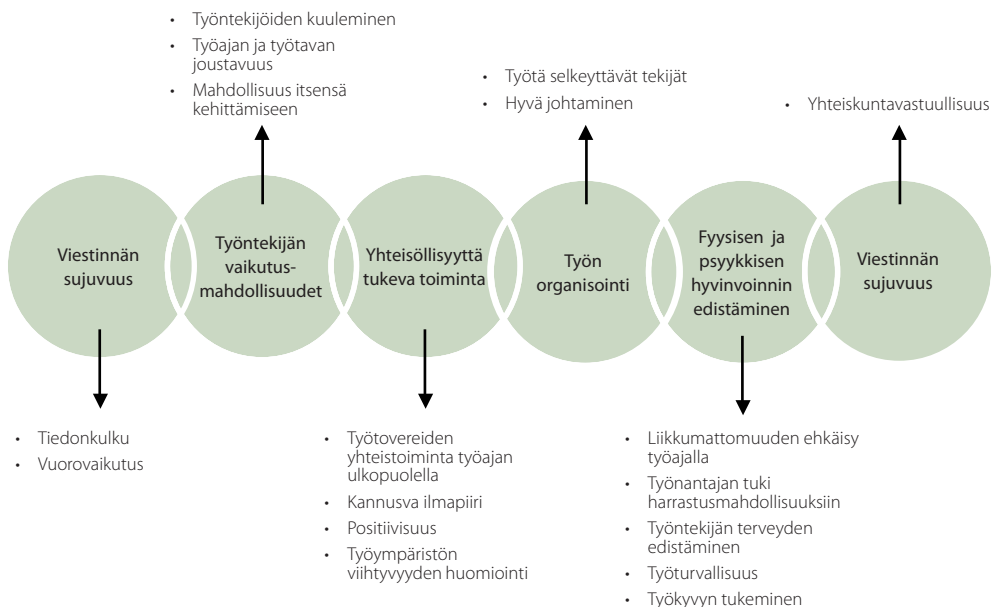 • Työntekijöiden kuuleminen
• Työajan ja työtavan
joustavuus
• Mahdollisuus itsensä
kehittämiseen
• Työtä selkeyttävät tekijät
• Hyvä johtaminen
• Yhteiskuntavastuullisuus
Viestinnän
sujuvuus
Työntekijän
vaikutus-
mahdollisuudet
Yhteisöllisyyttä
tukeva toiminta
Työn
organisointi
Fyysisen ja
psyykkisen
hyvinvoinnin
edistäminen
Viestinnän
sujuvuus
• Tiedonkulku
• Vuorovaikutus
• Työtovereiden
yhteistoiminta työajan
ulkopuolella
• Kannusva ilmapiiri
• Positiivisuus
• Työympäristön
viihtyvyyden huomiointi
• Liikkumattomuuden ehkäisy
työajalla
• Työnantajan tuki
harrastusmahdollisuuksiin
• Työntekijän terveyden
edistäminen
• Työturvallisuus
• Työkyvyn tukeminen